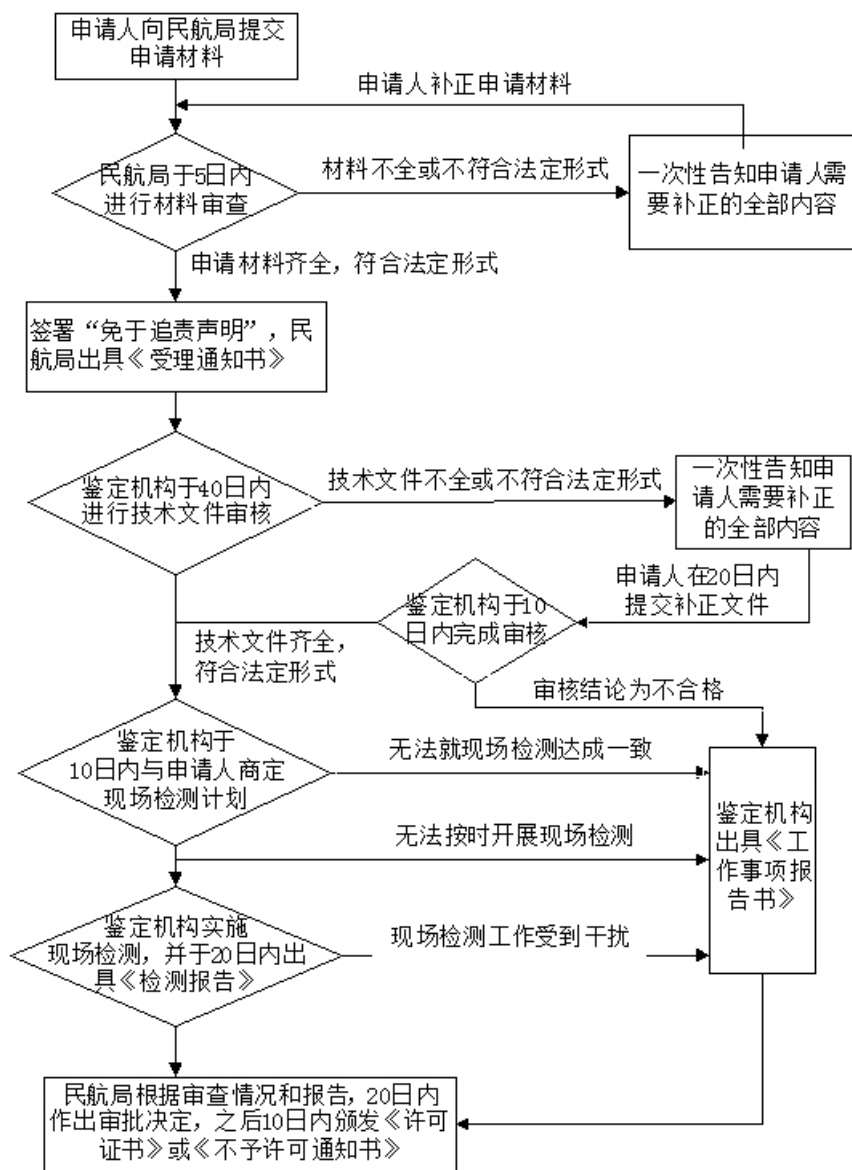 申请人向民航局提交
申请材料
申请人补正申请材料
民航局于5日内
进行材料审查
材料不全或不符合法定形式
一次性告知申请人需
要补正的全部内容
申请材料齐全，符合法定形式
签署“免于追责声明”，民
航局出具《受理通知书》
鉴定机构于40日内
进行技术文件审核
技术文件不全或不符合法定形式
一次性告知申
请人需要补正
的全部内容
申请人在20日内
提交补正文件
鉴定机构于10
日内完成审核
技术文件齐全，
符合法定形式
审核结论为不合格
鉴定机构于
10日内与申请人商定
现场检测计划
无法就现场检测达成一致
无法按时开展现场检测
鉴定机构
出具《工
作事项报
告书》
鉴定机构实施
现场检测，并于20日内出
具《检测报告》
现场检测工作受到干扰
民航局根据审查情况和报告，20日内
作出审批决定，之后10日内颁发《许可
证书》或《不予许可通知书》